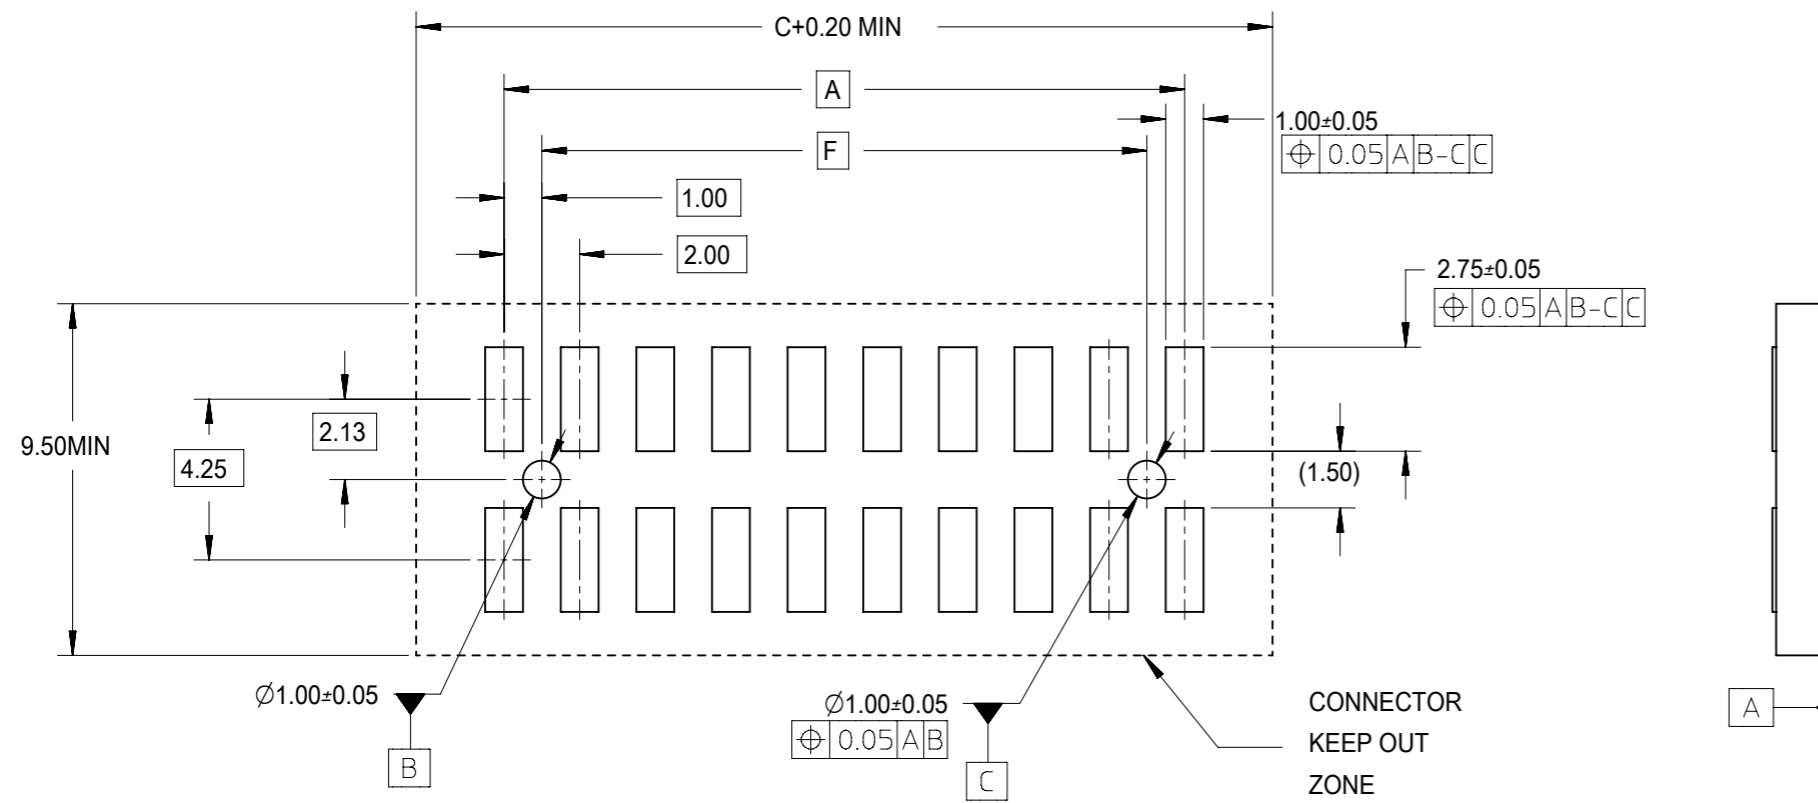 C+0.20 MIN
A
F
1.00±0.05
⌖ 0.05 A B-C C
1.00
2.00
2.75±0.05
⌖ 0.05 A B-C C
2.13
9.50MIN
4.25
(1.50)
Ø1.00±0.05
B
Ø1.00±0.05
⌖ 0.05 A B
C
CONNECTOR
KEEP OUT
ZONE
A